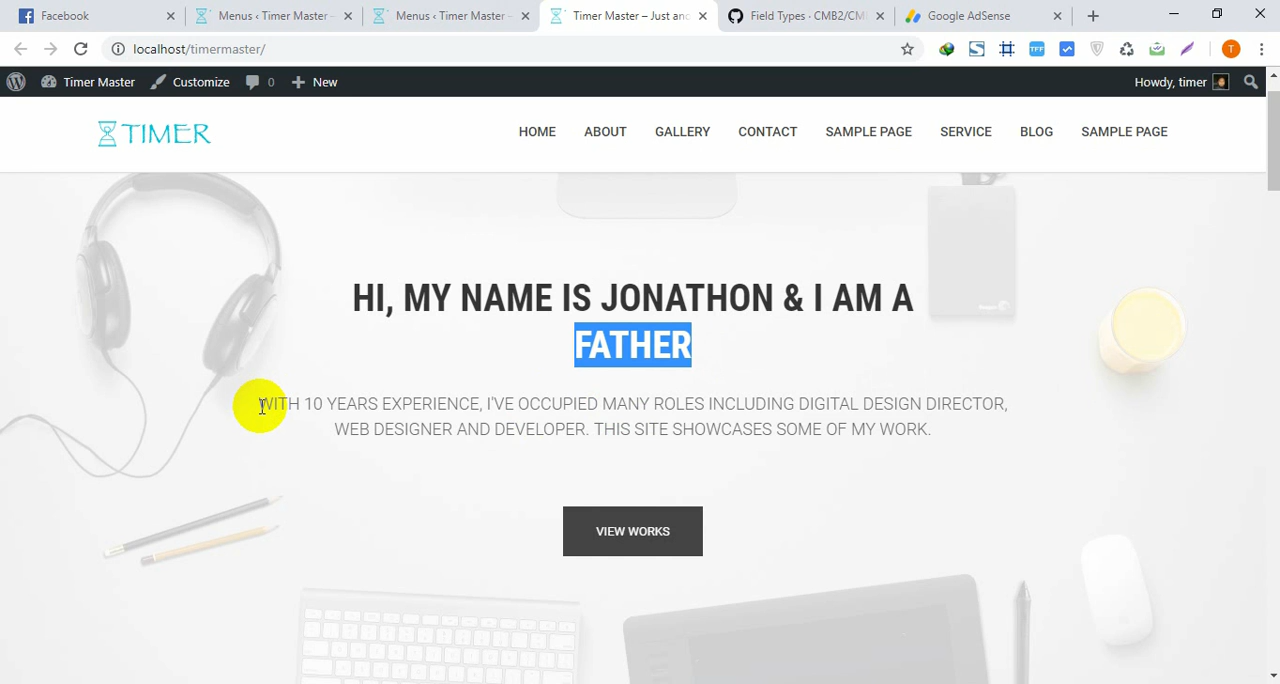 Facebook
Menus ‹ Timer Master –
Menus ‹ Timer Master –
Timer Master – Just an
Field Types · CMB2/CM
Google AdSense
localhost/timermaster/
TFF
T
Timer Master
Customize
0
New
Howdy, timer
TIMER
HOME
ABOUT
GALLERY
CONTACT
SAMPLE PAGE
SERVICE
BLOG
SAMPLE PAGE
HI, MY NAME IS JONATHON & I AM A
FATHER
WITH 10 YEARS EXPERIENCE, I'VE OCCUPIED MANY ROLES INCLUDING DIGITAL DESIGN DIRECTOR,
WEB DESIGNER AND DEVELOPER. THIS SITE SHOWCASES SOME OF MY WORK.
VIEW WORKS